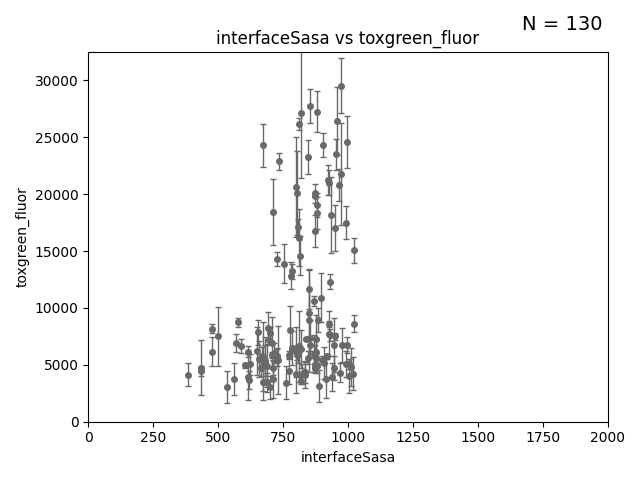 N = 130
interfaceSasa vs toxgreen_fluor
30000
25000
20000
15000
10000
5000
0
toxgreen_fluor
0 250 500 750 1000 1250 1500 1750 2000
interfaceSasa